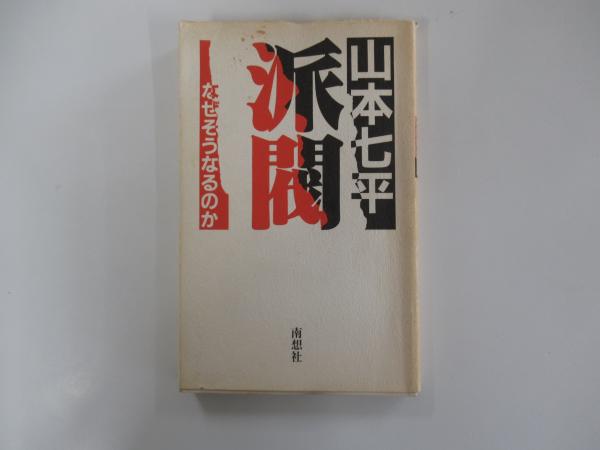 山本七平
派閥
なぜそうなるのか
南想社